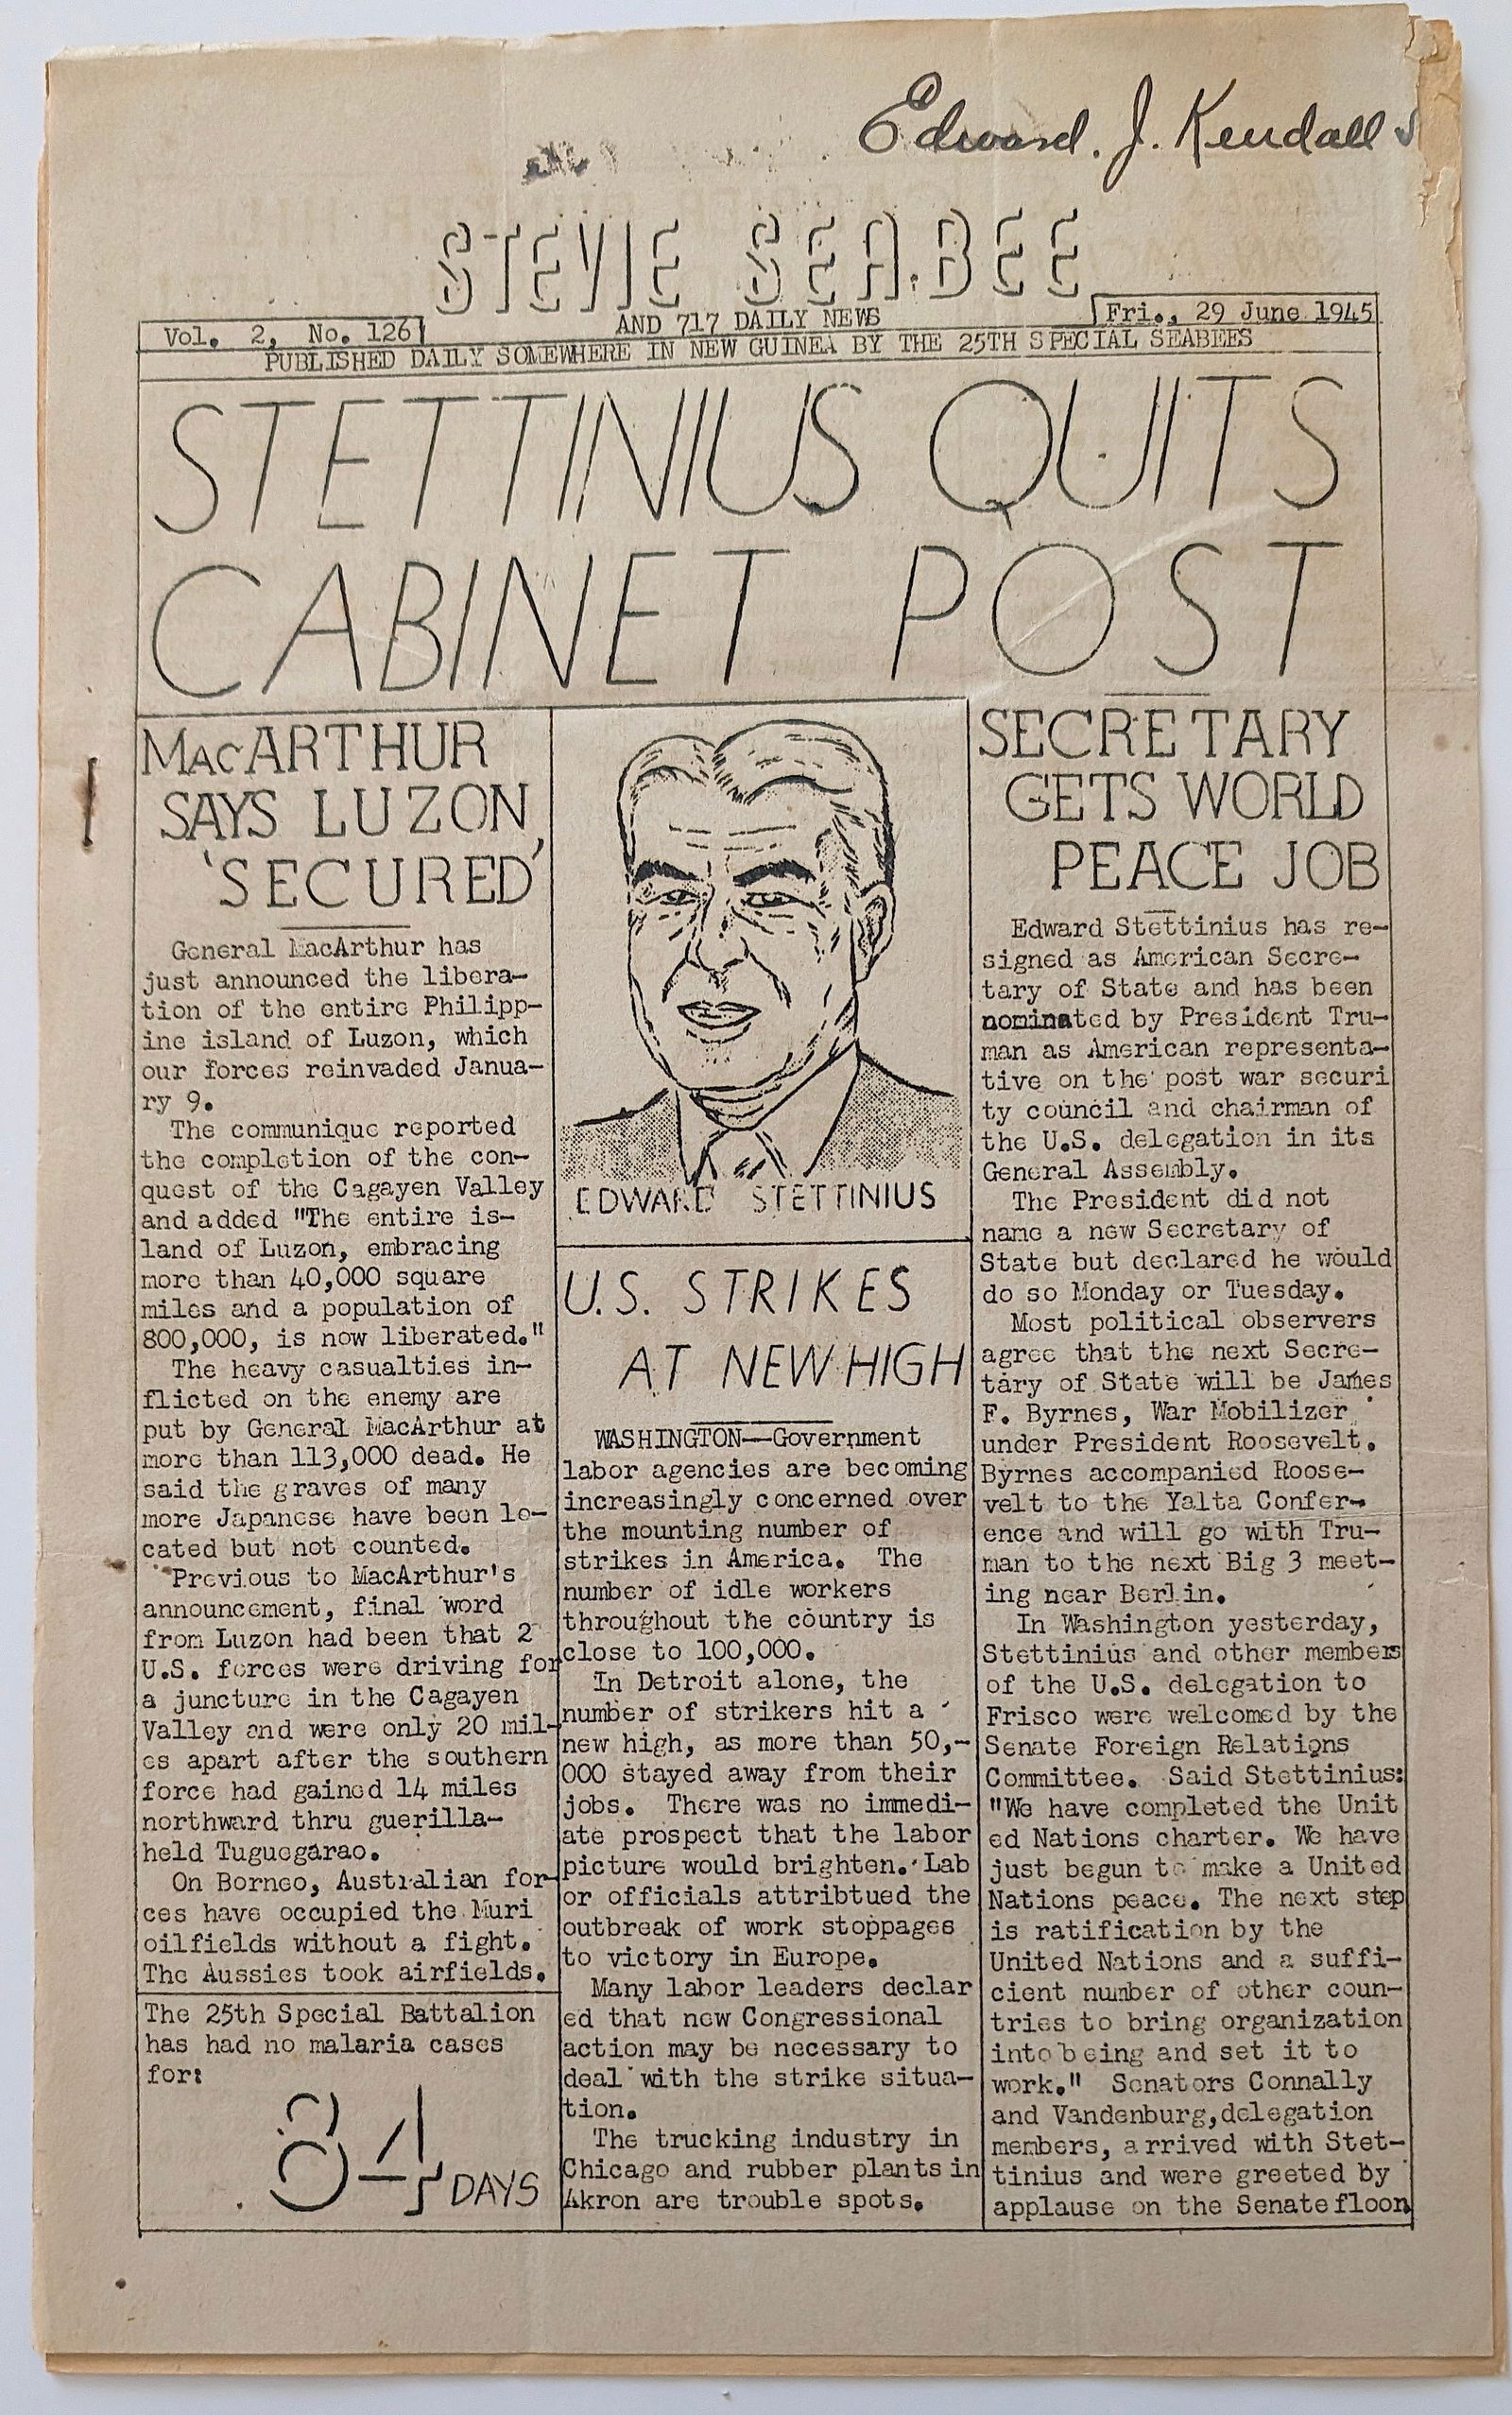 Edward. J. Kendall
STEVIE SEA.BEE
Vol. 2, No. 126
AND 717 DAILY NEWS
Fri., 29 June 1945
PUBLISHED DAILY SOMEWHERE IN NEW GUINEA BY THE 25TH SPECIAL SEABEES
STETTINIUS QUITS
CABINET POST
MACARTHUR
SAYS LUZON
'SECURED'
General MacArthur has
just announced the libera-
tion of the entire Philipp-
ine island of Luzon, which
our forces reinvaded Janua-
ry 9.
The communique reported
the completion of the con-
quest of the Cagayen Valley
and added "The entire is-
land of Luzon, embracing
more than 40,000 square
miles and a population of
800,000, is now liberated."
The heavy casualties in-
flicted on the enemy are
put by General MacArthur at
more than 113,000 dead. He
said the graves of many
more Japanese have been lo-
cated but not counted.
Previous to MacArthur's
announcement, final word
from Luzon had been that 2
U.S. forces were driving for
a juncture in the Cagayen
Valley and were only 20 mil-
es apart after the southern
force had gained 14 miles
northward thru guerilla-
held Tuguegarao.
On Borneo, Australian for-
ces have occupied the Muri
oilfields without a fight.
The Aussies took airfields.
The 25th Special Battalion
has had no malaria cases
for:
84 DAYS
EDWARD STETTINIUS
U.S. STRIKES
AT NEW HIGH
WASHINGTON—Government
labor agencies are becoming
increasingly concerned over
the mounting number of
strikes in America. The
number of idle workers
throughout the country is
close to 100,000.
In Detroit alone, the
number of strikers hit a
new high, as more than 50,-
000 stayed away from their
jobs. There was no immedi-
ate prospect that the labor
picture would brighten. Lab
or officials attribtued the
outbreak of work stoppages
to victory in Europe.
Many labor leaders declar
ed that new Congressional
action may be necessary to
deal with the strike situa-
tion.
The trucking industry in
Chicago and rubber plants in
Akron are trouble spots.
SECRETARY
GETS WORLD
PEACE JOB
Edward Stettinius has re-
signed as American Secre-
tary of State and has been
nominated by President Tru-
man as American representa-
tive on the post war securi
ty council and chairman of
the U.S. delegation in its
General Assembly.
The President did not
name a new Secretary of
State but declared he would
do so Monday or Tuesday.
Most political observers
agree that the next Secre-
tary of State will be James
F. Byrnes, War Mobilizer
under President Roosevelt.
Byrnes accompanied Roose-
velt to the Yalta Confer-
ence and will go with Tru-
man to the next Big 3 meet-
ing near Berlin.
In Washington yesterday,
Stettinius and other members
of the U.S. delegation to
Frisco were welcomed by the
Senate Foreign Relations
Committee. Said Stettinius:
"We have completed the Unit
ed Nations charter. We have
just begun to make a United
Nations peace. The next step
is ratification by the
United Nations and a suffi-
cient number of other coun-
tries to bring organization
into being and set it to
work." Senators Connally
and Vandenburg, delegation
members, arrived with Stet-
tinius and were greeted by
applause on the Senate floor